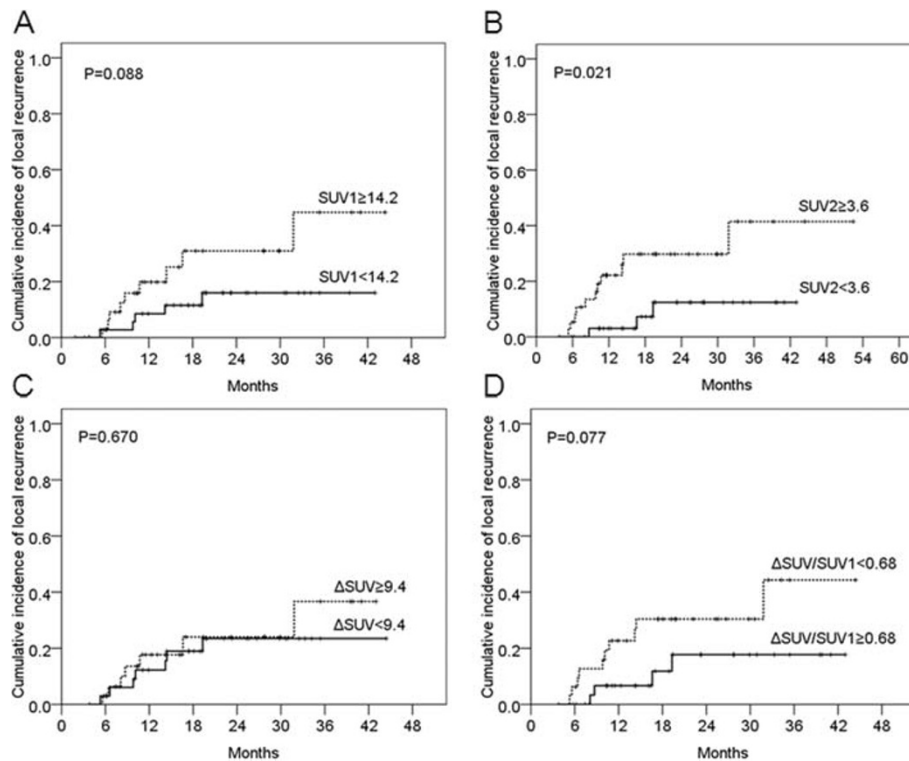 A
Cumulative incidence of local recurrence
1.0
0.8
0.6
0.4
0.2
0.0
P=0.088
SUV1≥14.2
SUV1<14.2
0 6 12 18 24 30 36 42 48
Months
B
Cumulative incidence of local recurrence
1.0
0.8
0.6
0.4
0.2
0.0
P=0.021
SUV2≥3.6
SUV2<3.6
0 6 12 18 24 30 36 42 48 54 60
Months
C
Cumulative incidence of local recurrence
1.0
0.8
0.6
0.4
0.2
0.0
P=0.670
ΔSUV≥9.4
ΔSUV<9.4
0 6 12 18 24 30 36 42 48
Months
D
Cumulative incidence of local recurrence
1.0
0.8
0.6
0.4
0.2
0.0
P=0.077
ΔSUV/SUV1<0.68
ΔSUV/SUV1≥0.68
0 6 12 18 24 30 36 42 48
Months